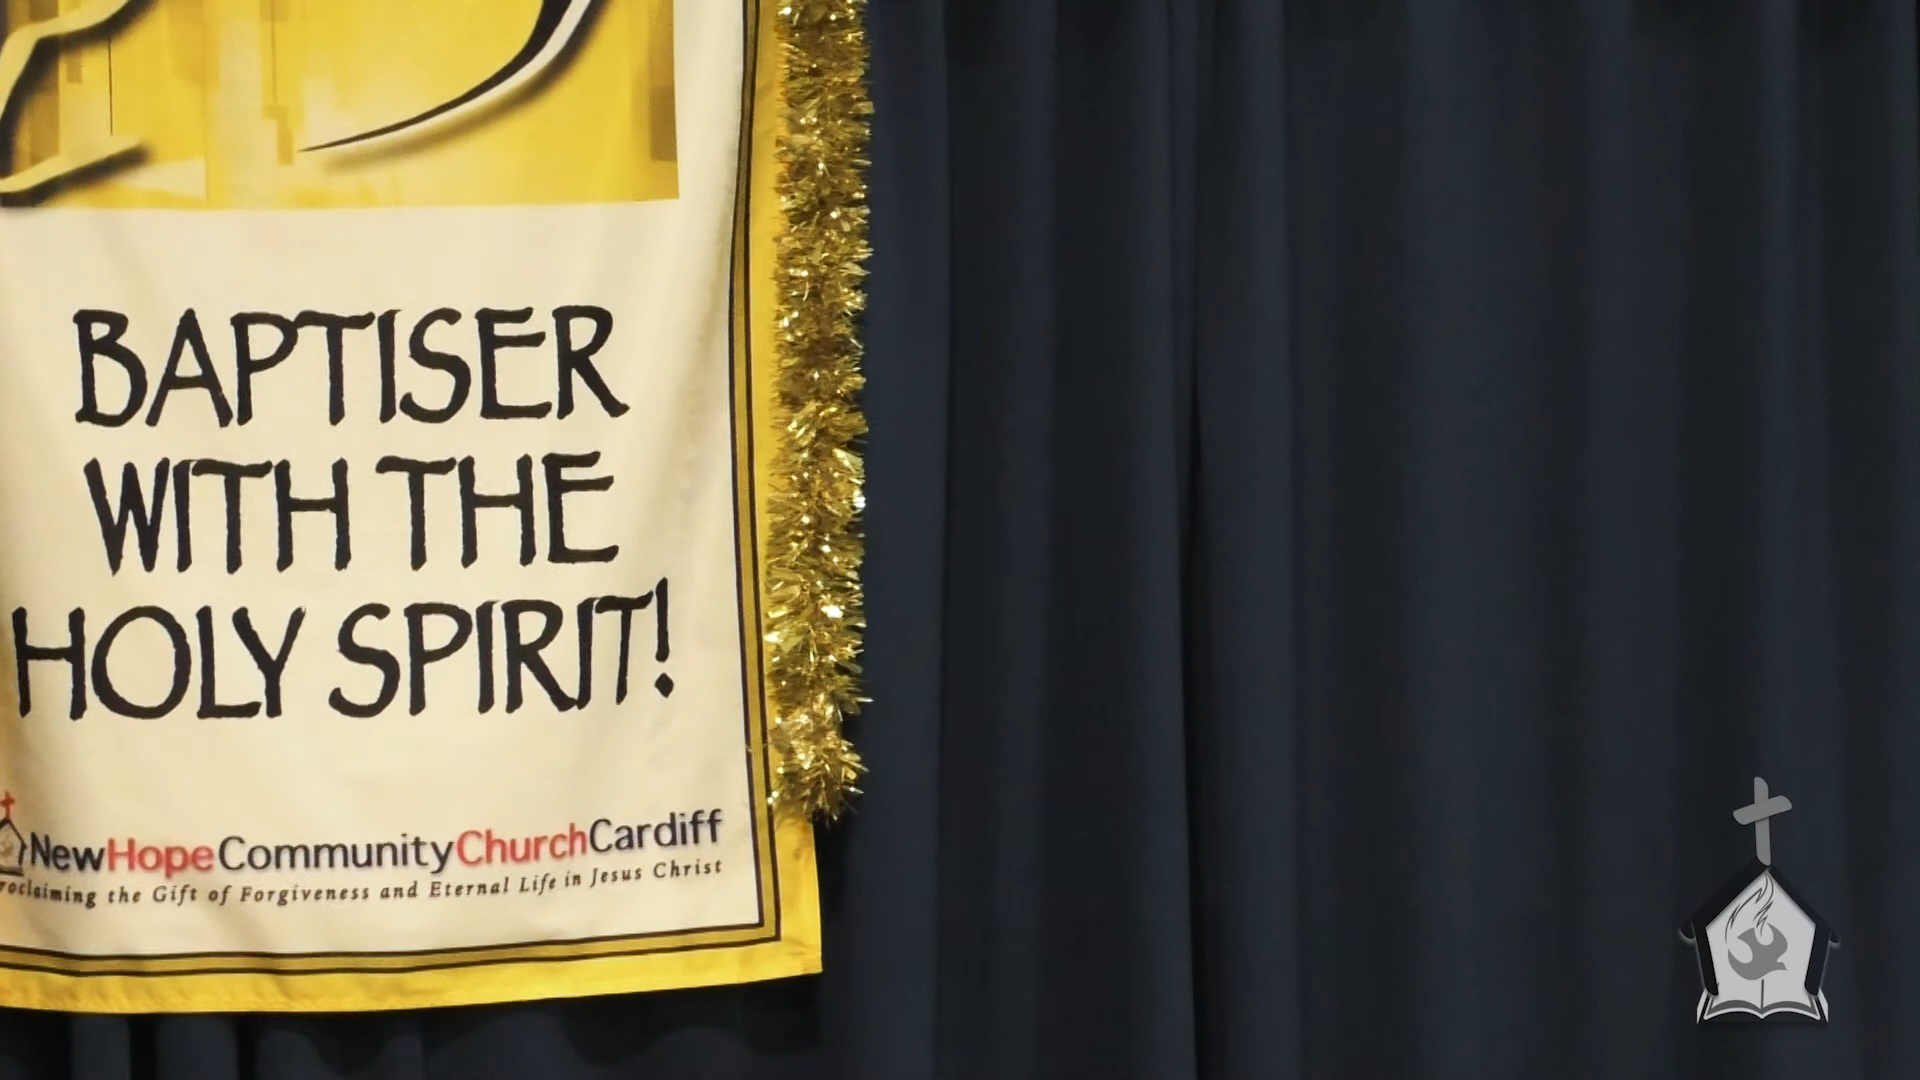 BAPTISER
WITH THE
HOLY SPIRIT!
NewHopeCommunityChurchCardiff
roclaiming the Gift of Forgiveness and Eternal Life in Jesus Christ